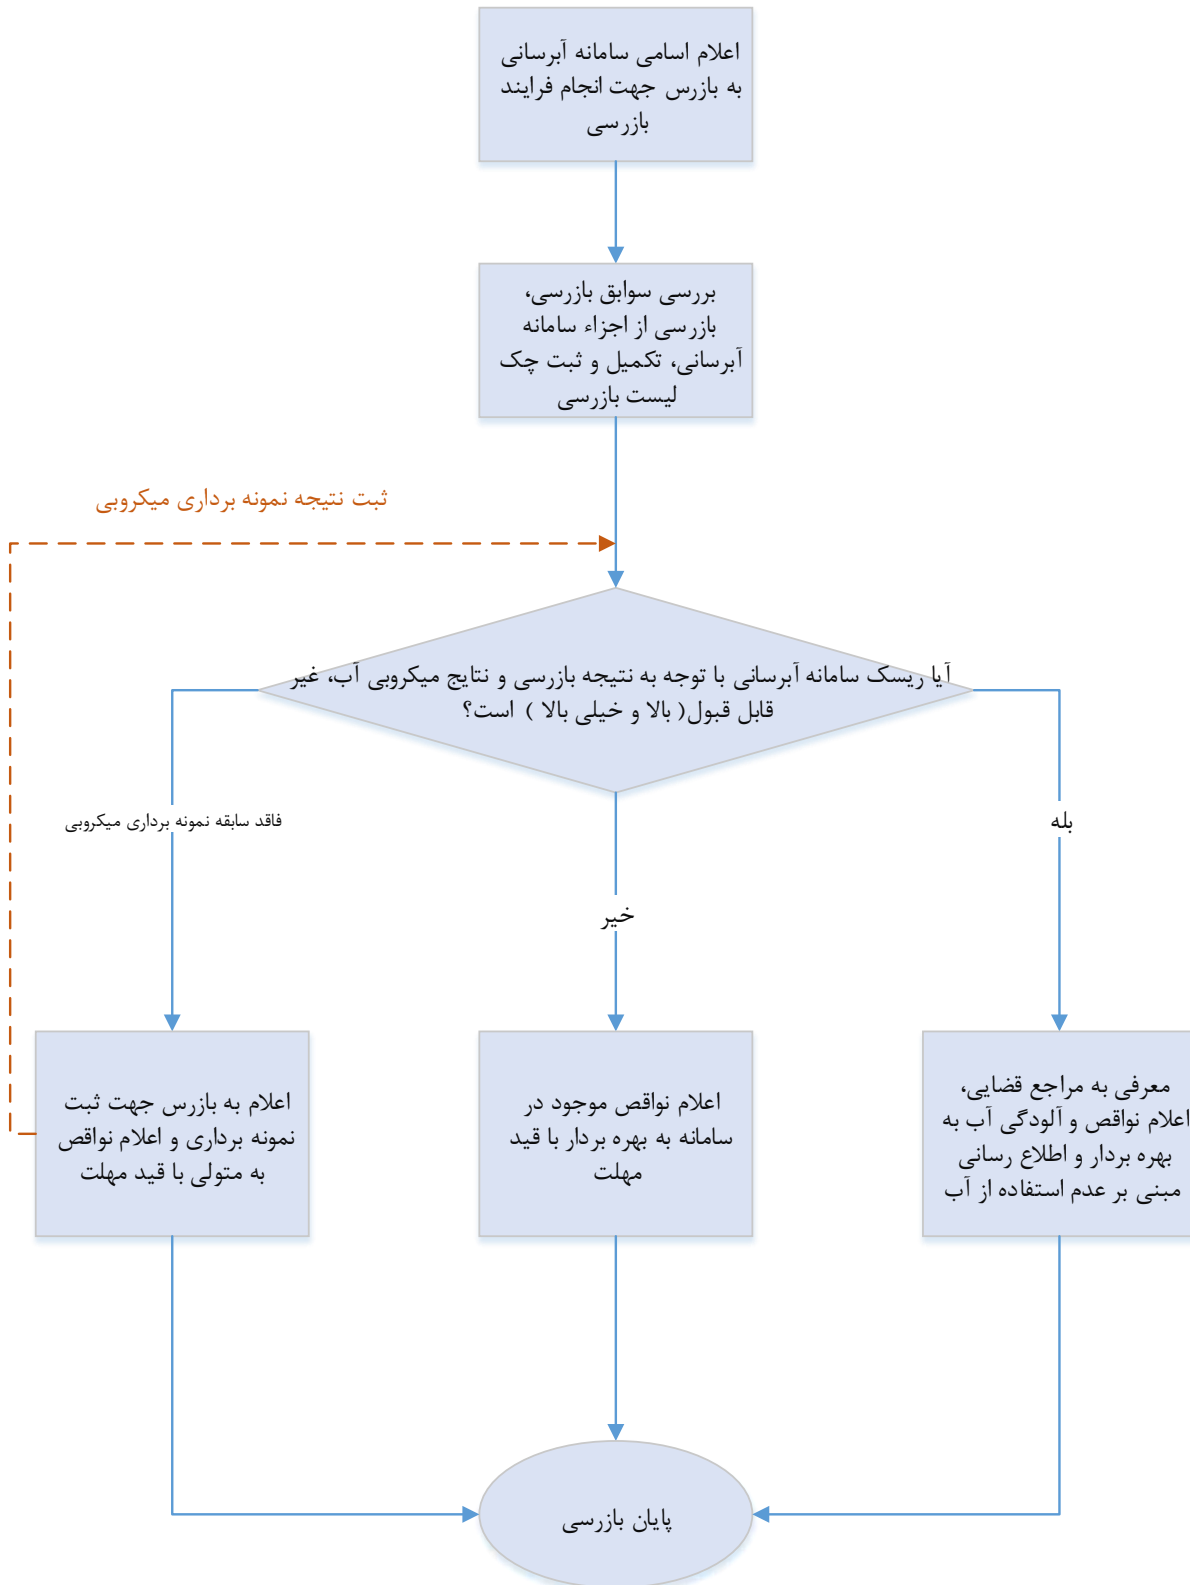 اعلام اسامی سامانه آبرسانی
به بازرس جهت انجام فرایند
بازرسی
بررسی سوابق بازرسی،
بازرسی از اجزاء سامانه
آبرسانی، تکمیل و ثبت چک
لیست بازرسی
ثبت نتیجه نمونه برداری میکروبی
آیا ریسک سامانه آبرسانی با توجه به نتیجه بازرسی و نتایج میکروبی آب، غیر
قابل قبول( بالا و خیلی بالا ) است؟
بله
فاقد سابقه نمونه برداری میکروبی
خیر
معرفی به مراجع قضایی،
اعلام نواقص و آلودگی آب به
بهره بردار و اطلاع رسانی
مبنی بر عدم استفاده از آب
اعلام نواقص موجود در
سامانه به بهره بردار با قید
مهلت
اعلام به بازرس جهت ثبت
نمونه برداری و اعلام نواقص
به متولی با قید مهلت
پایان بازرسی